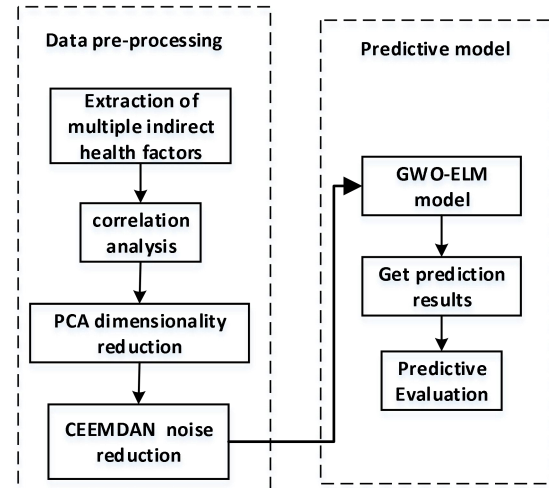 Data pre-processing
Extraction of
multiple indirect
health factors
correlation
analysis
PCA dimensionality
reduction
CEEMDAN noise
reduction
Predictive model
GWO-ELM
model
Get prediction
results
Predictive
Evaluation